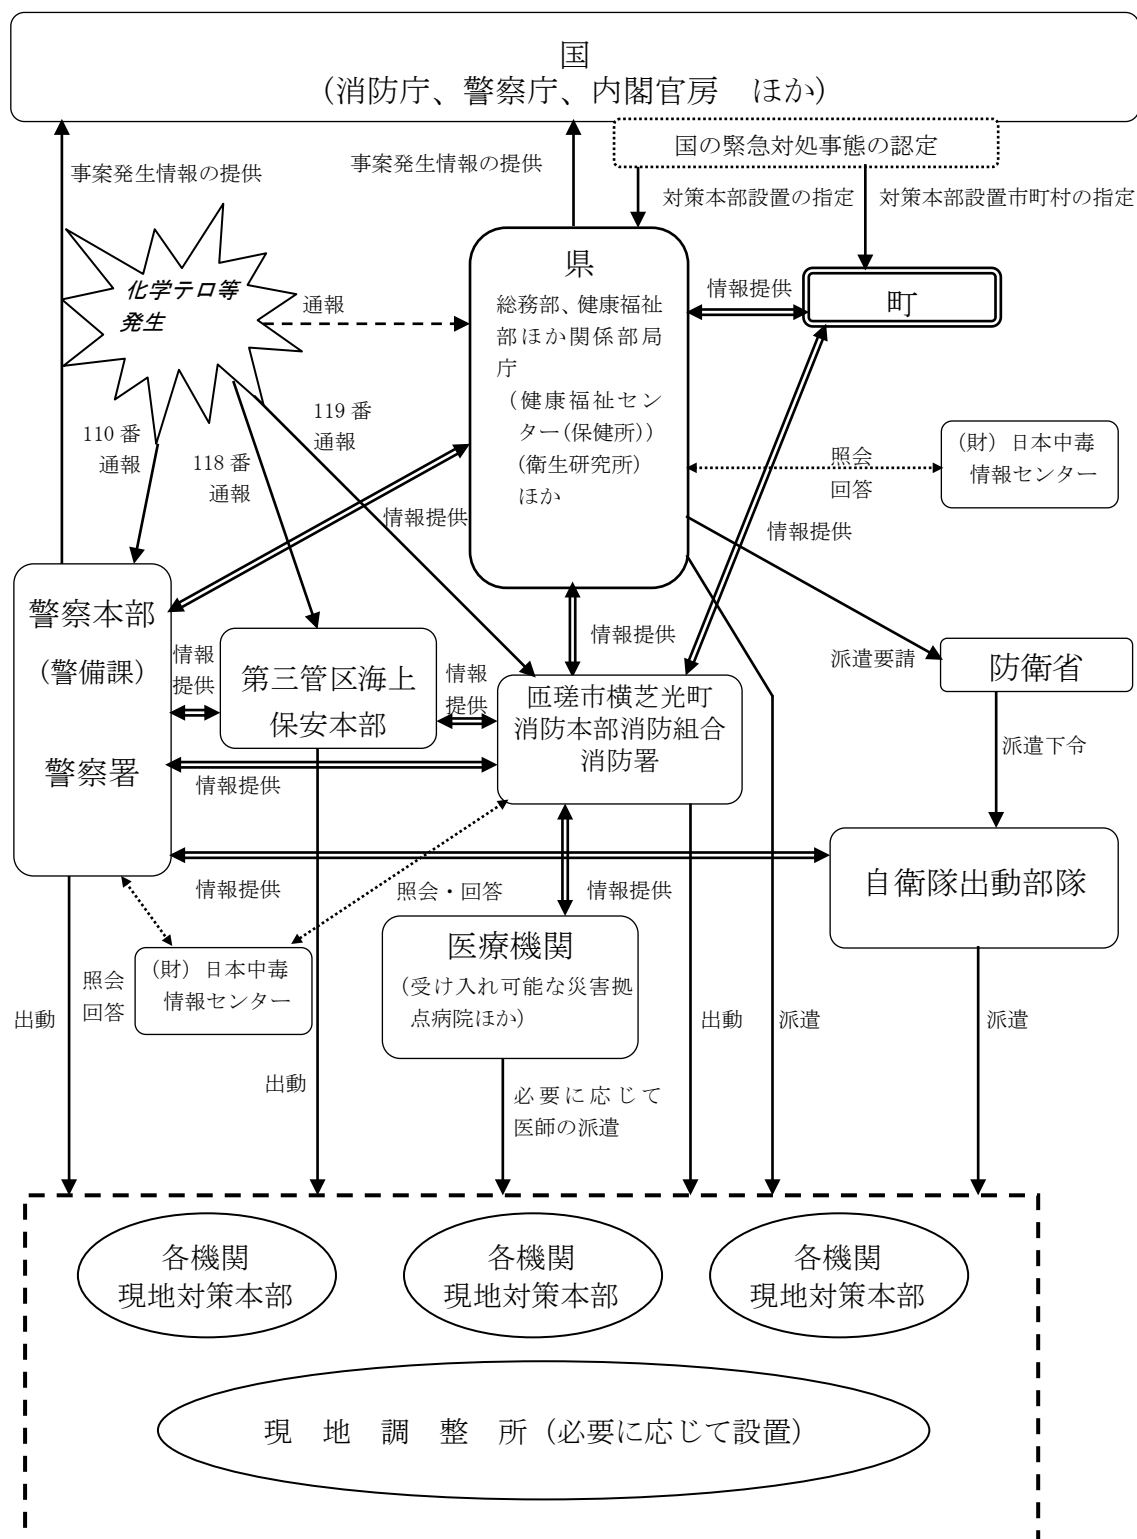 国
(消防庁、警察庁、内閣官房　ほか)
国の緊急対処事態の認定
事案発生情報の提供
事案発生情報の提供
対策本部設置の指定
対策本部設置市町村の指定
化学テロ等
発生
通報
県
総務部、健康福祉
部ほか関係部局
庁
（健康福祉セン
ター(保健所））
(衛生研究所）
ほか
情報提供
町
110 番
通報
118 番
通報
119 番
通報
情報提供
照会
回答
（財）日本中毒
情報センター
情報提供
警察本部
（警備課）
警察署
情報
提供
第三管区海上
保安本部
情報
提供
情報提供
匝瑳市横芝光町
消防本部消防組合
消防署
派遣要請
防衛省
派遣下令
情報提供
情報提供
照会・回答
情報提供
自衛隊出動部隊
医療機関
（受け入れ可能な災害拠
点病院ほか）
照会
回答
（財）日本中毒
情報センター
出動
出動
必要に応じて
医師の派遣
出動
派遣
派遣
各機関
現地対策本部
各機関
現地対策本部
各機関
現地対策本部
現　地　調　整　所（必要に応じて設置）